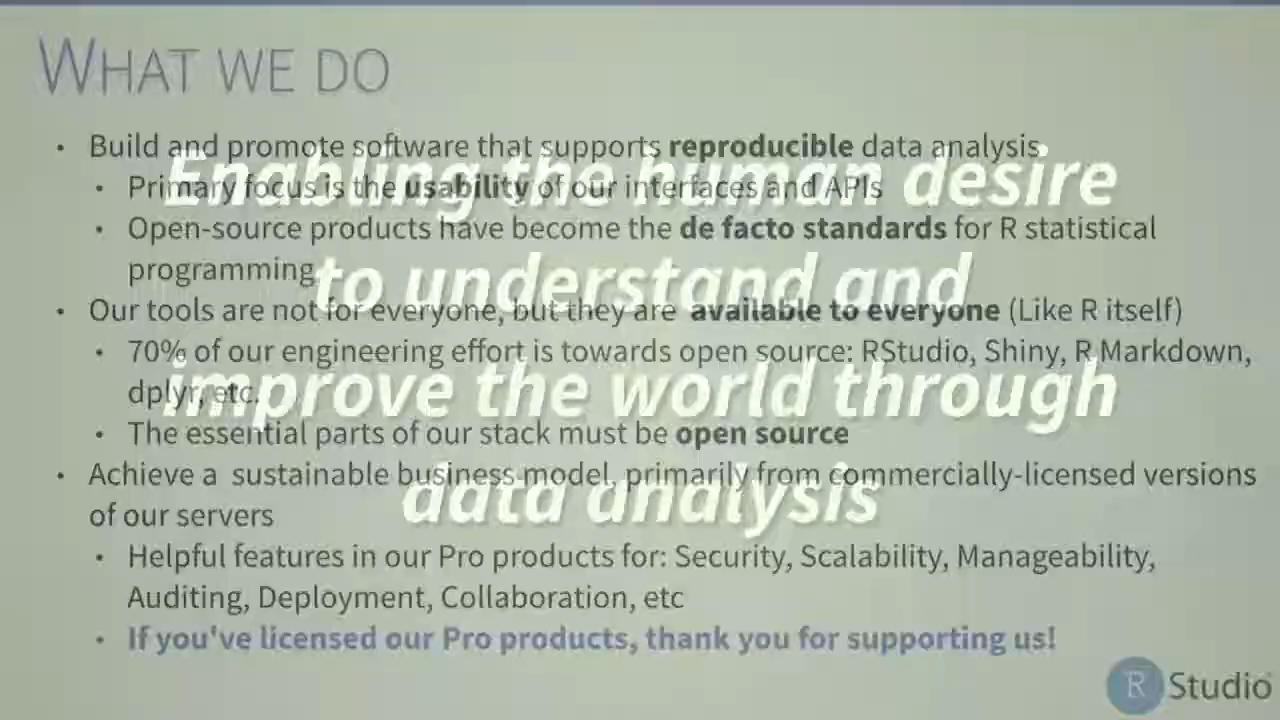 What we do
• Build and promote software that supports reproducible data analysis
• Primary focus is the usability of our interfaces and APIs
• Open-source products have become the de facto standards for R statistical
programming
• Our tools are not for everyone, but they are available to everyone (Like R itself)
• 70% of our engineering effort is towards open source: RStudio, Shiny, R Markdown,
dplyr, etc.
• The essential parts of our stack must be open source
• Achieve a sustainable business model, primarily from commercially-licensed versions
of our servers
• Helpful features in our Pro products for: Security, Scalability, Manageability,
Auditing, Deployment, Collaboration, etc
• If you've licensed our Pro products, thank you for supporting us!
Enabling the human desire
to understand and
improve the world through
data analysis
R Studio